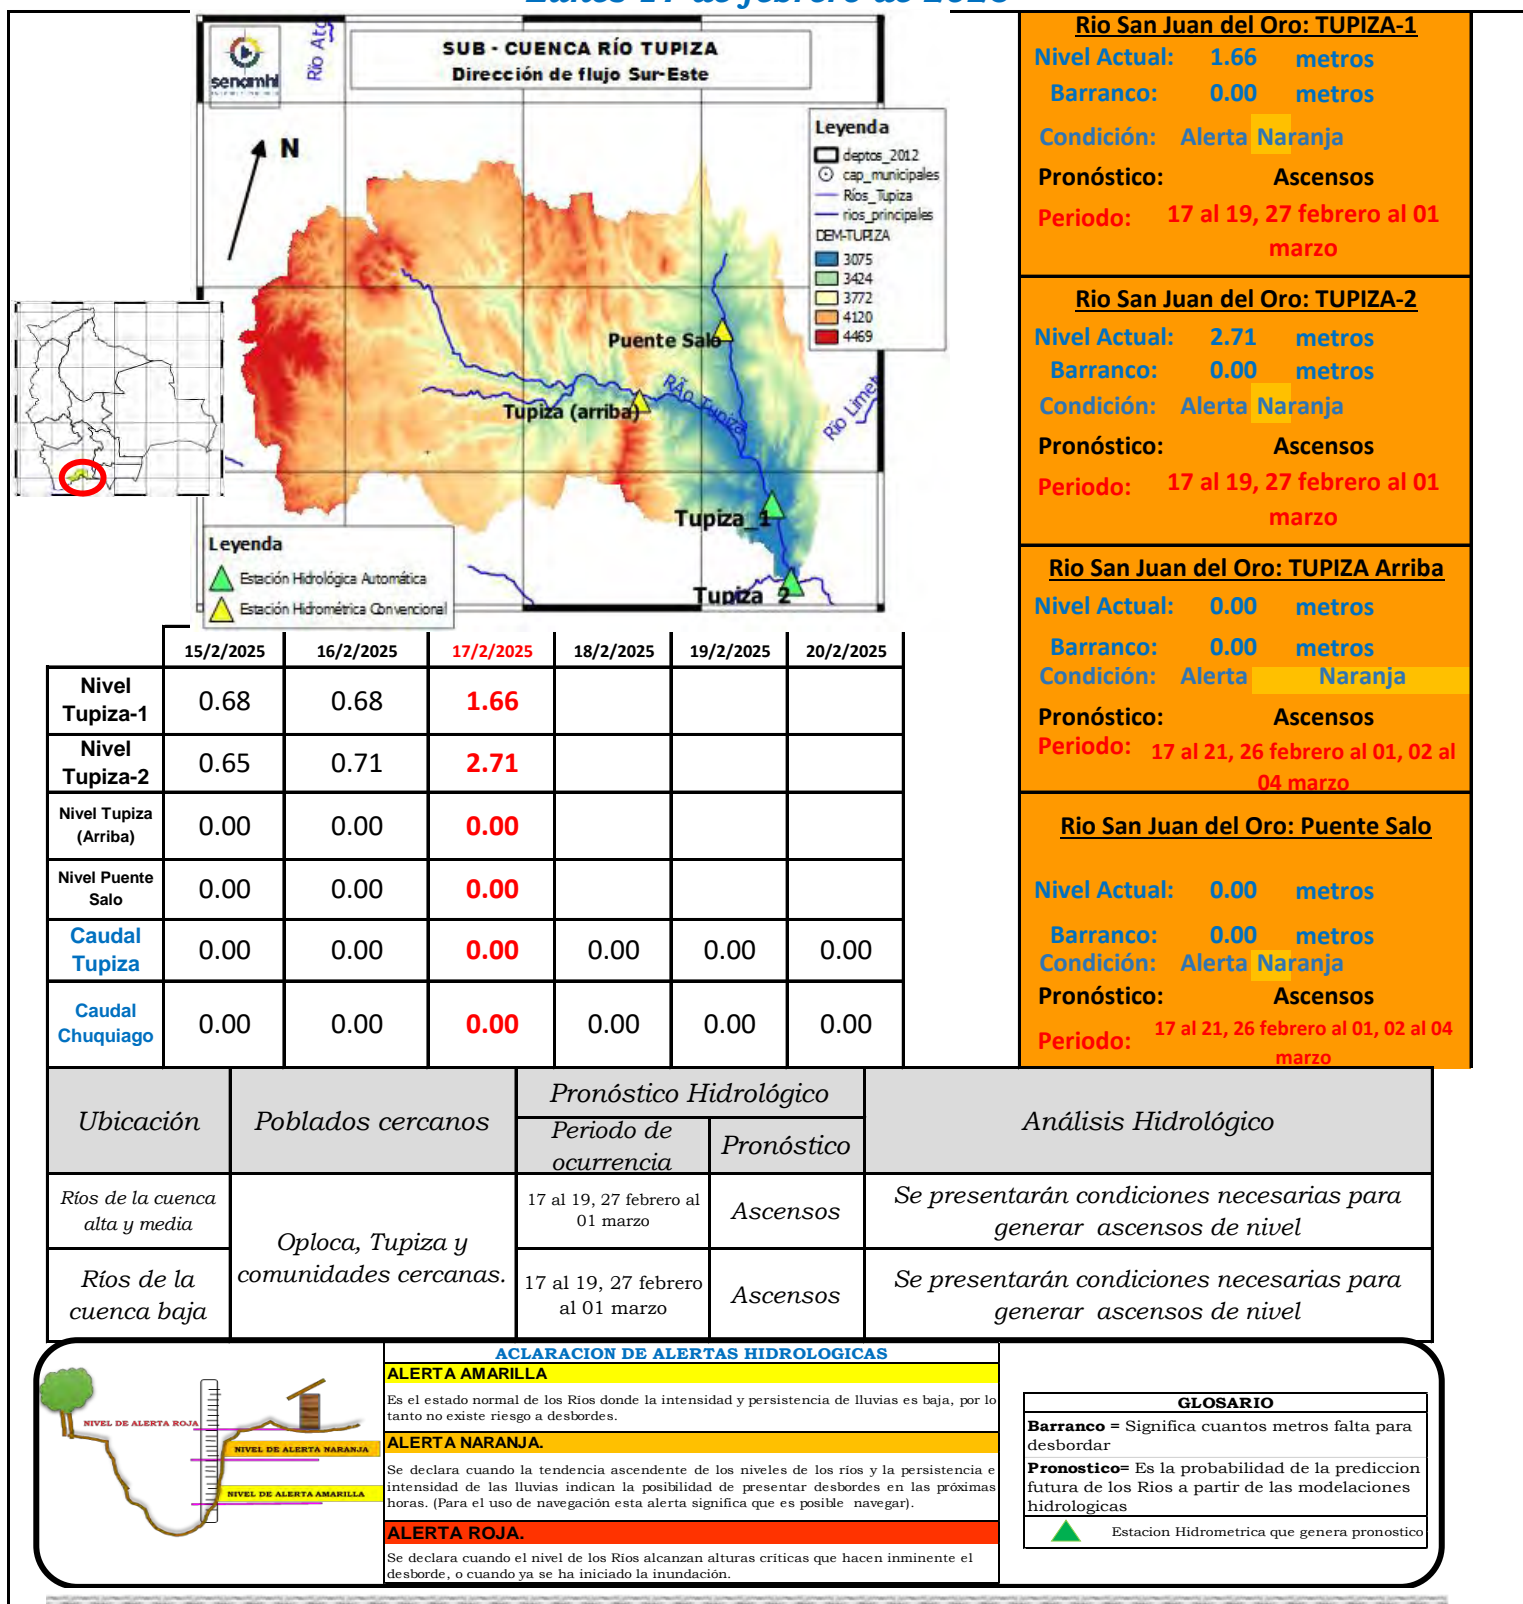 SUB - CUENCA RÍO TUPIZA
Dirección de flujo Sur-Este
senamhi
N
Leyenda
deptos_2012
cap_municipales
Ríos_Tupiza
rios_principales
DEM-TUPIZA
3075
3424
3772
4120
4469
Puente Salo
Tupiza (arriba)
RÃ­o Tupiza
Tupiza_1
Tupiza_2
Leyenda
Estación Hidrológica Automática
Estación Hidrométrica Convencional
Rio San Juan del Oro: TUPIZA-1
Nivel Actual: 1.66 metros
Barranco: 0.00 metros
Condición: Alerta Naranja
Pronóstico: Ascensos
Periodo: 17 al 19, 27 febrero al 01
marzo
Rio San Juan del Oro: TUPIZA-2
Nivel Actual: 2.71 metros
Barranco: 0.00 metros
Condición: Alerta Naranja
Pronóstico: Ascensos
Periodo: 17 al 19, 27 febrero al 01
marzo
Rio San Juan del Oro: TUPIZA Arriba
Nivel Actual: 0.00 metros
Barranco: 0.00 metros
Condición: Alerta Naranja
Pronóstico: Ascensos
Periodo: 17 al 21, 26 febrero al 01, 02 al
04 marzo
Rio San Juan del Oro: Puente Salo
Nivel Actual: 0.00 metros
Barranco: 0.00 metros
Condición: Alerta Naranja
Pronóstico: Ascensos
Periodo: 17 al 21, 26 febrero al 01, 02 al 04
marzo
15/2/2025 16/2/2025 17/2/2025 18/2/2025 19/2/2025 20/2/2025
Nivel
Tupiza-1 0.68 0.68 1.66
Nivel
Tupiza-2 0.65 0.71 2.71
Nivel Tupiza
(Arriba) 0.00 0.00 0.00
Nivel Puente
Salo 0.00 0.00 0.00
Caudal
Tupiza 0.00 0.00 0.00 0.00 0.00 0.00
Caudal
Chuquiago 0.00 0.00 0.00 0.00 0.00 0.00
Ubicación Poblados cercanos Pronóstico Hidrológico Análisis Hidrológico
Periodo de
ocurrencia Pronóstico
Ríos de la cuenca
alta y media
Oploca, Tupiza y
comunidades cercanas.
17 al 19, 27 febrero al
01 marzo
Ascensos
Se presentarán condiciones necesarias para
generar ascensos de nivel
Ríos de la
cuenca baja
17 al 19, 27 febrero
al 01 marzo
Ascensos
Se presentarán condiciones necesarias para
generar ascensos de nivel
NIVEL DE ALERTA ROJA
NIVEL DE ALERTA NARANJA
NIVEL DE ALERTA AMARILLA
ACLARACION DE ALERTAS HIDROLOGICAS
ALERTA AMARILLA
Es el estado normal de los Rios donde la intensidad y persistencia de lluvias es baja, por lo
tanto no existe riesgo a desbordes.
ALERTA NARANJA.
Se declara cuando la tendencia ascendente de los niveles de los ríos y la persistencia e
intensidad de las lluvias indican la posibilidad de presentar desbordes en las próximas
horas. (Para el uso de navegación esta alerta significa que es posible navegar).
ALERTA ROJA.
Se declara cuando el nivel de los Ríos alcanzan alturas críticas que hacen inminente el
desborde, o cuando ya se ha iniciado la inundación.
GLOSARIO
Barranco = Significa cuantos metros falta para
desbordar
Pronostico= Es la probabilidad de la prediccion
futura de los Rios a partir de las modelaciones
hidrologicas
Estacion Hidrometrica que genera pronostico